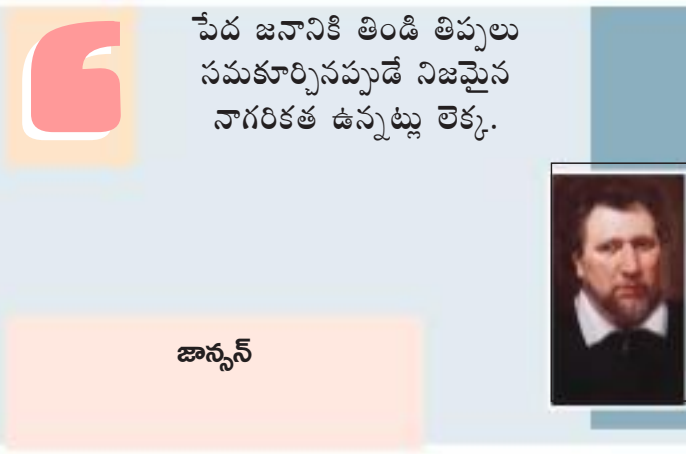 పేద జనానికి తిండి తిప్పలు
సమకూర్చినప్పుడే నిజమైన
నాగరికత ఉన్నట్లు లెక్క.
జాన్సన్